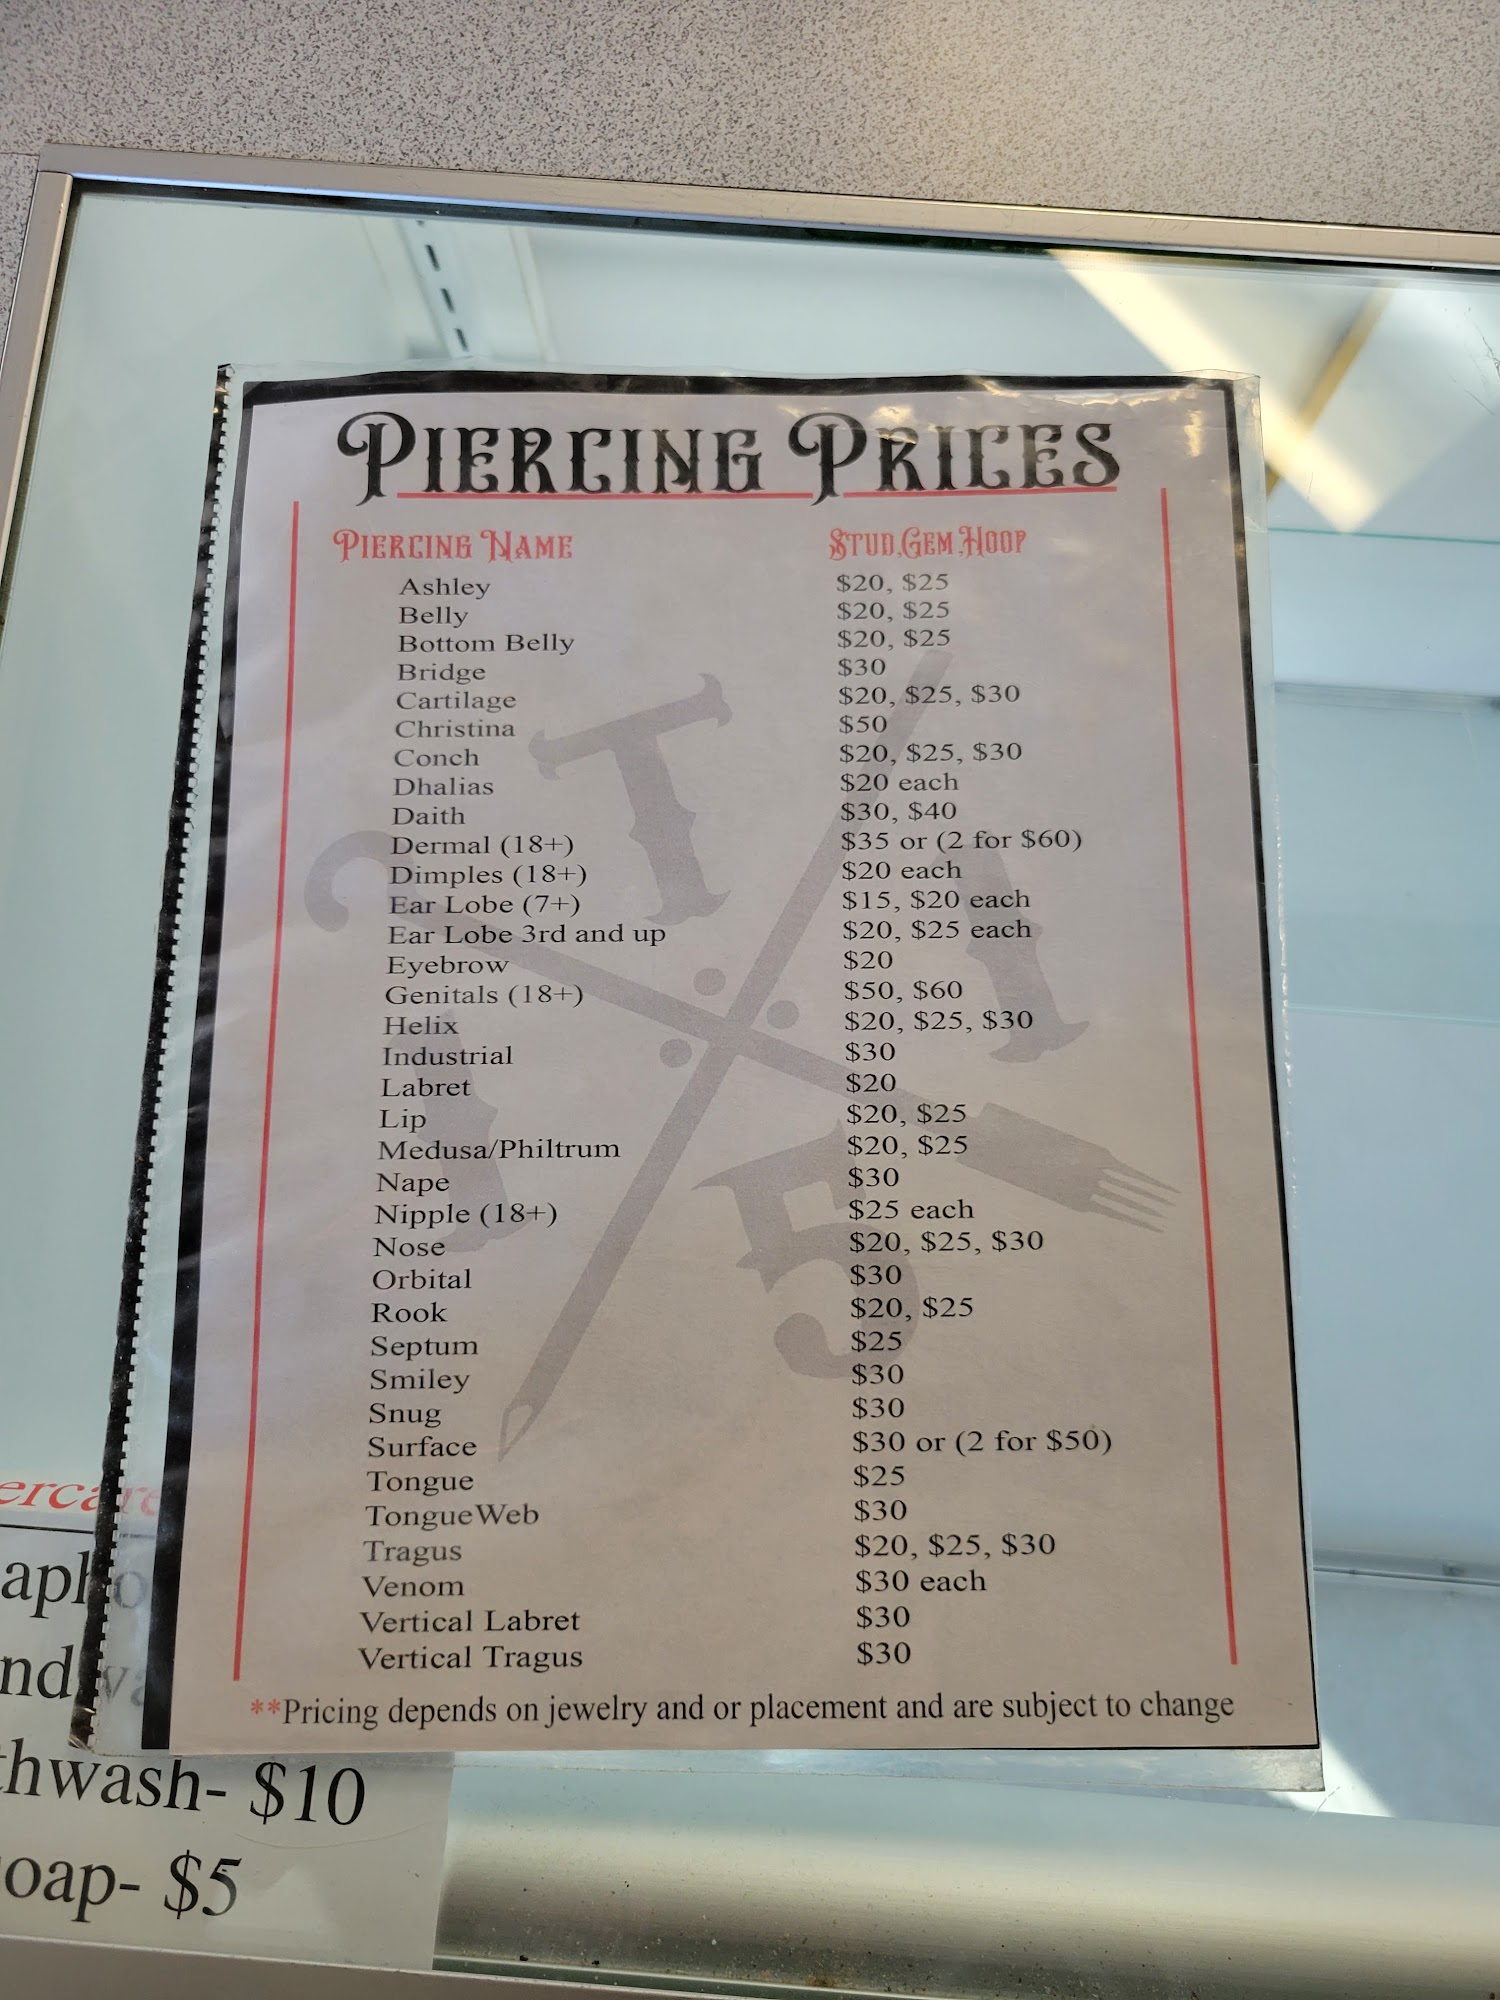 PIERCING PRICES
PIERCING NAME STUD, GEM, HOOP
Ashley $20, $25
Belly $20, $25
Bottom Belly $20, $25
Bridge $30
Cartilage $20, $25, $30
Christina $50
Conch $20, $25, $30
Dhalias $20 each
Daith $30, $40
Dermal (18+) $35 or (2 for $60)
Dimples (18+) $20 each
Ear Lobe (7+) $15, $20 each
Ear Lobe 3rd and up $20, $25 each
Eyebrow $20
Genitals (18+) $50, $60
Helix $20, $25, $30
Industrial $30
Labret $20
Lip $20, $25
Medusa/Philtrum $20, $25
Nape $30
Nipple (18+) $25 each
Nose $20, $25, $30
Orbital $30
Rook $20, $25
Septum $25
Smiley $30
Snug $30
Surface $30 or (2 for $50)
Tongue $25
TongueWeb $30
Tragus $20, $25, $30
Venom $30 each
Vertical Labret $30
Vertical Tragus $30
**Pricing depends on jewelry and or placement and are subject to change
thwash- $10
oap- $5